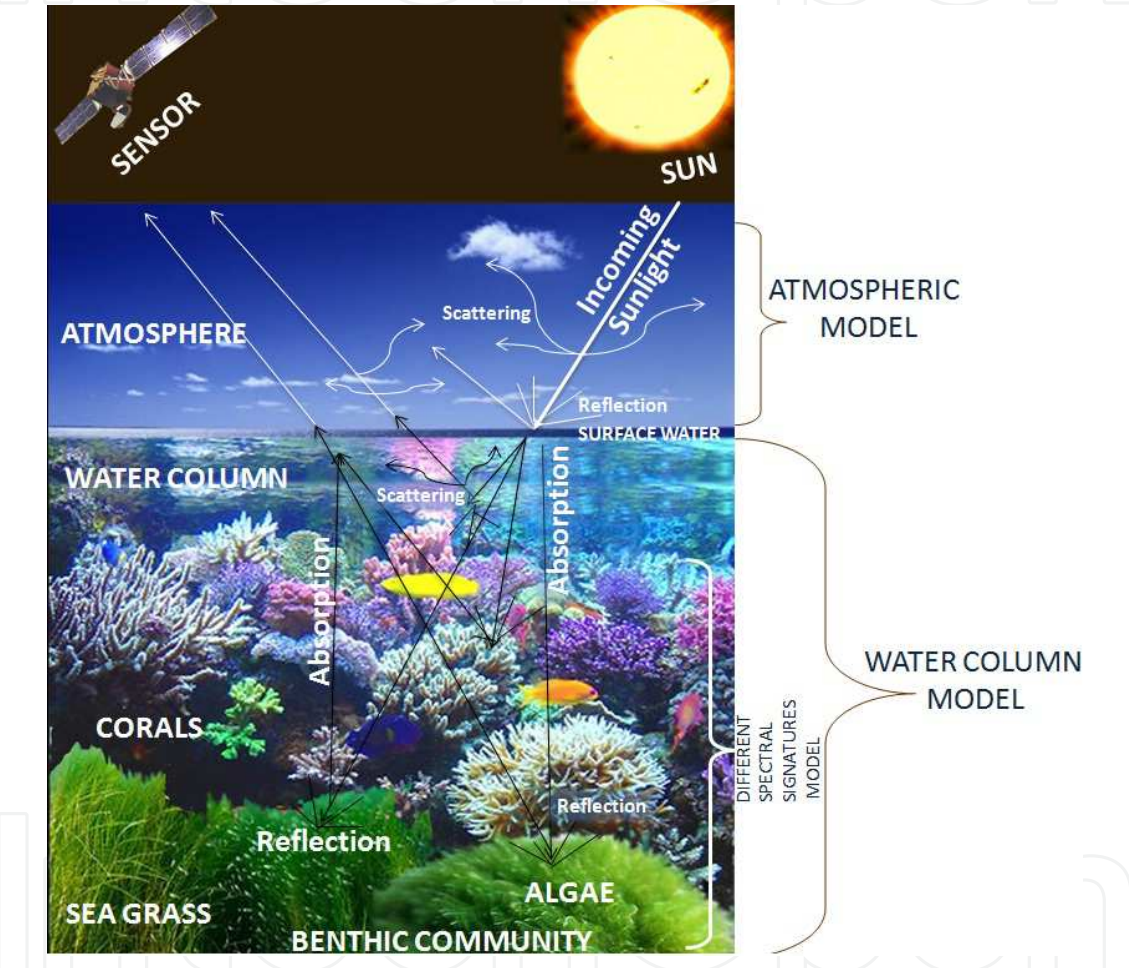 SENSOR
SUN
Incoming
Sunlight
Scattering
ATMOSPHERE
ATMOSPHERIC
MODEL
Reflection
SURFACE WATER
WATER COLUMN
Scattering
Absorption
Absorption
WATER COLUMN
MODEL
CORALS
DIFFERENT
SPECTRAL
SIGNATURES
MODEL
Reflection
Reflection
ALGAE
SEA GRASS
BENTHIC COMMUNITY